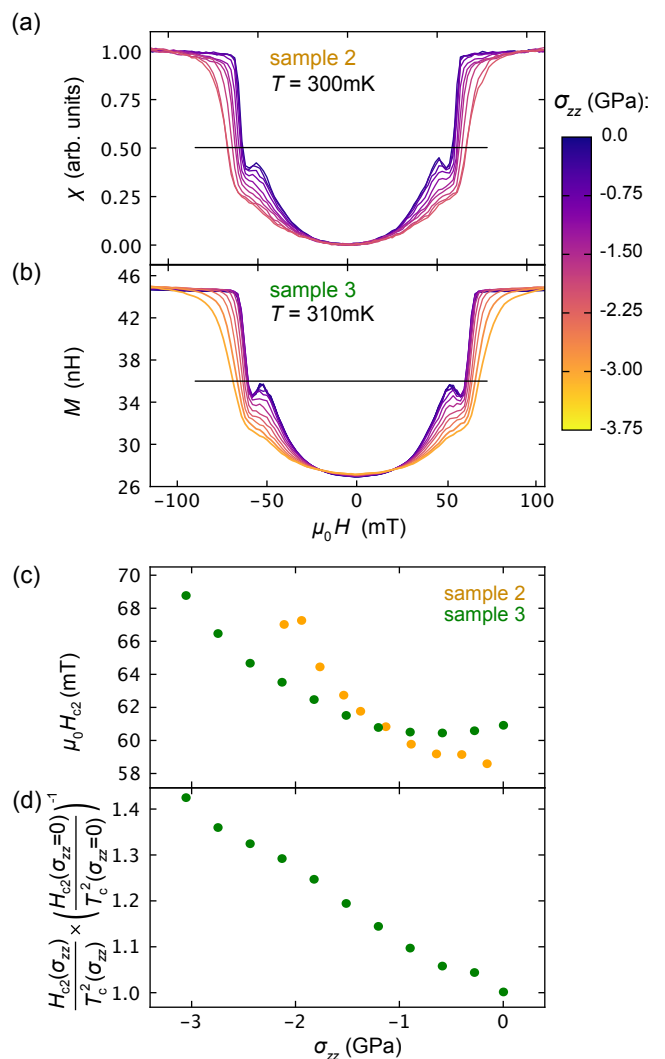 (a)
sample 2
T = 300mK
χ (arb. units)
1.00
0.75
0.50
0.25
0.00
σzz (GPa):
0.0
-0.75
-1.50
-2.25
-3.00
-3.75
(b)
sample 3
T = 310mK
M (nH)
46
42
36
34
30
26
−100
−50
0
50
100
μ0H (mT)
(c)
sample 2
sample 3
μ0Hc2 (mT)
70
68
66
64
62
60
58
(d)
Hc2(σzz)/Tc²(σzz) × (Hc2(σzz=0)/Tc²(σzz=0))⁻¹
1.4
1.3
1.2
1.1
1.0
−3
−2
−1
0
σzz (GPa)